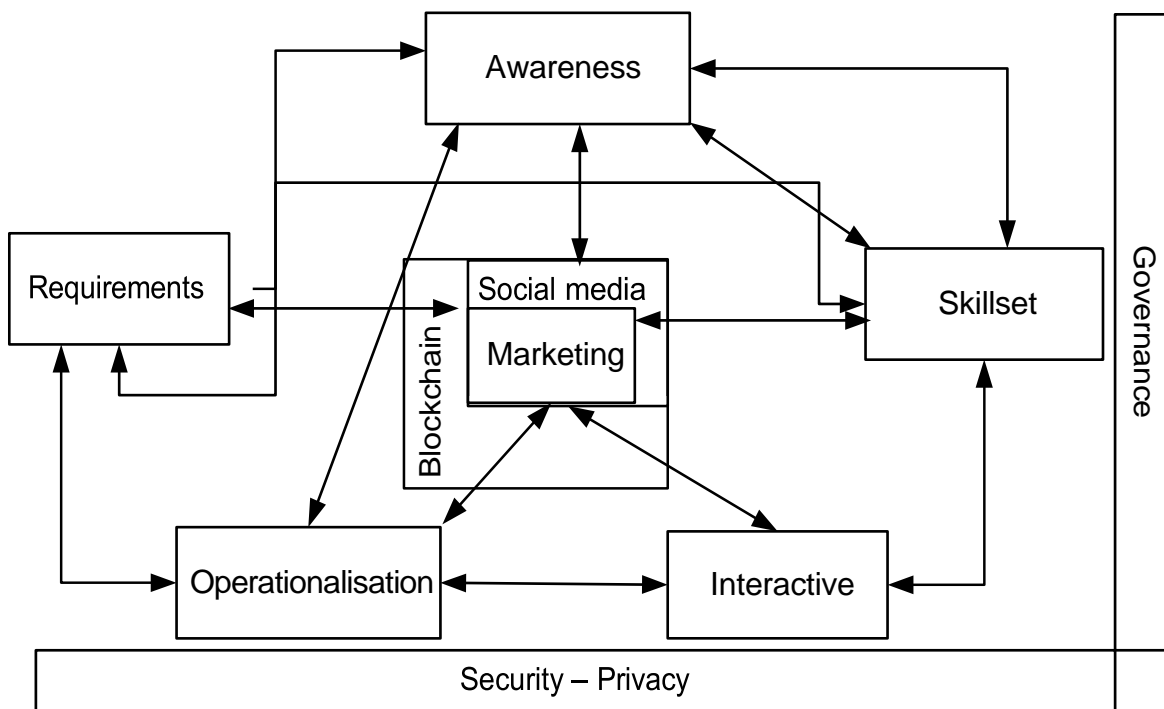 Awareness
Requirements
Social media
Marketing
Blockchain
Skillset
Governance
Operationalisation
Interactive
Security – Privacy